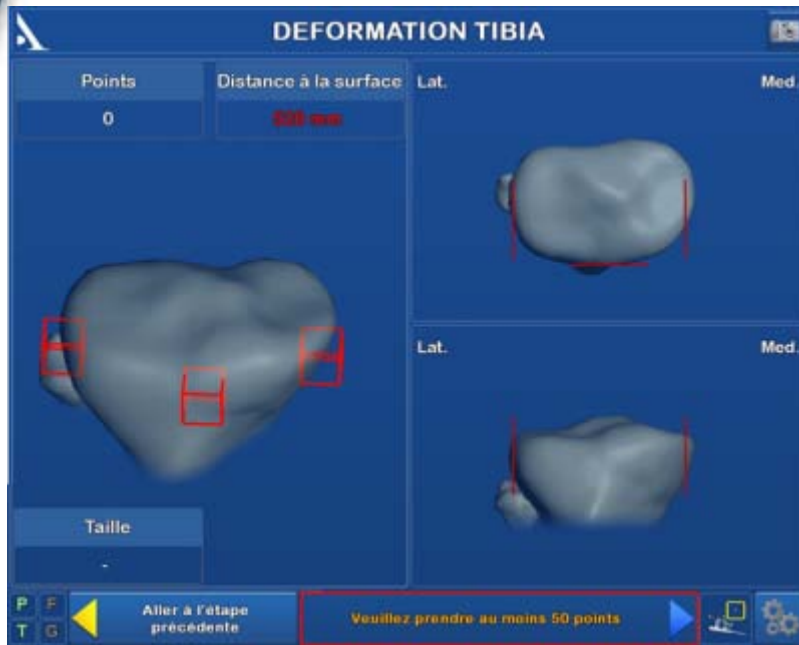 DEFORMATION TIBIA
Points
0
Distance à la surface
mm
Lat.
Med.
Lat.
Med.
Taille
-
P F
T G
Aller à l'étape
précédente
Veuillez prendre au moins 50 points